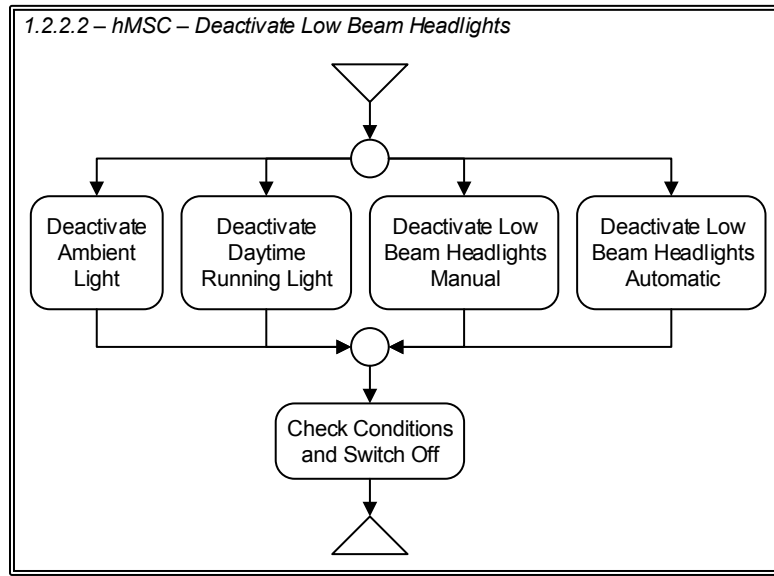 1.2.2.2 – hMSC – Deactivate Low Beam Headlights
Deactivate
Ambient
Light
Deactivate
Daytime
Running Light
Deactivate Low
Beam Headlights
Manual
Deactivate Low
Beam Headlights
Automatic
Check Conditions
and Switch Off